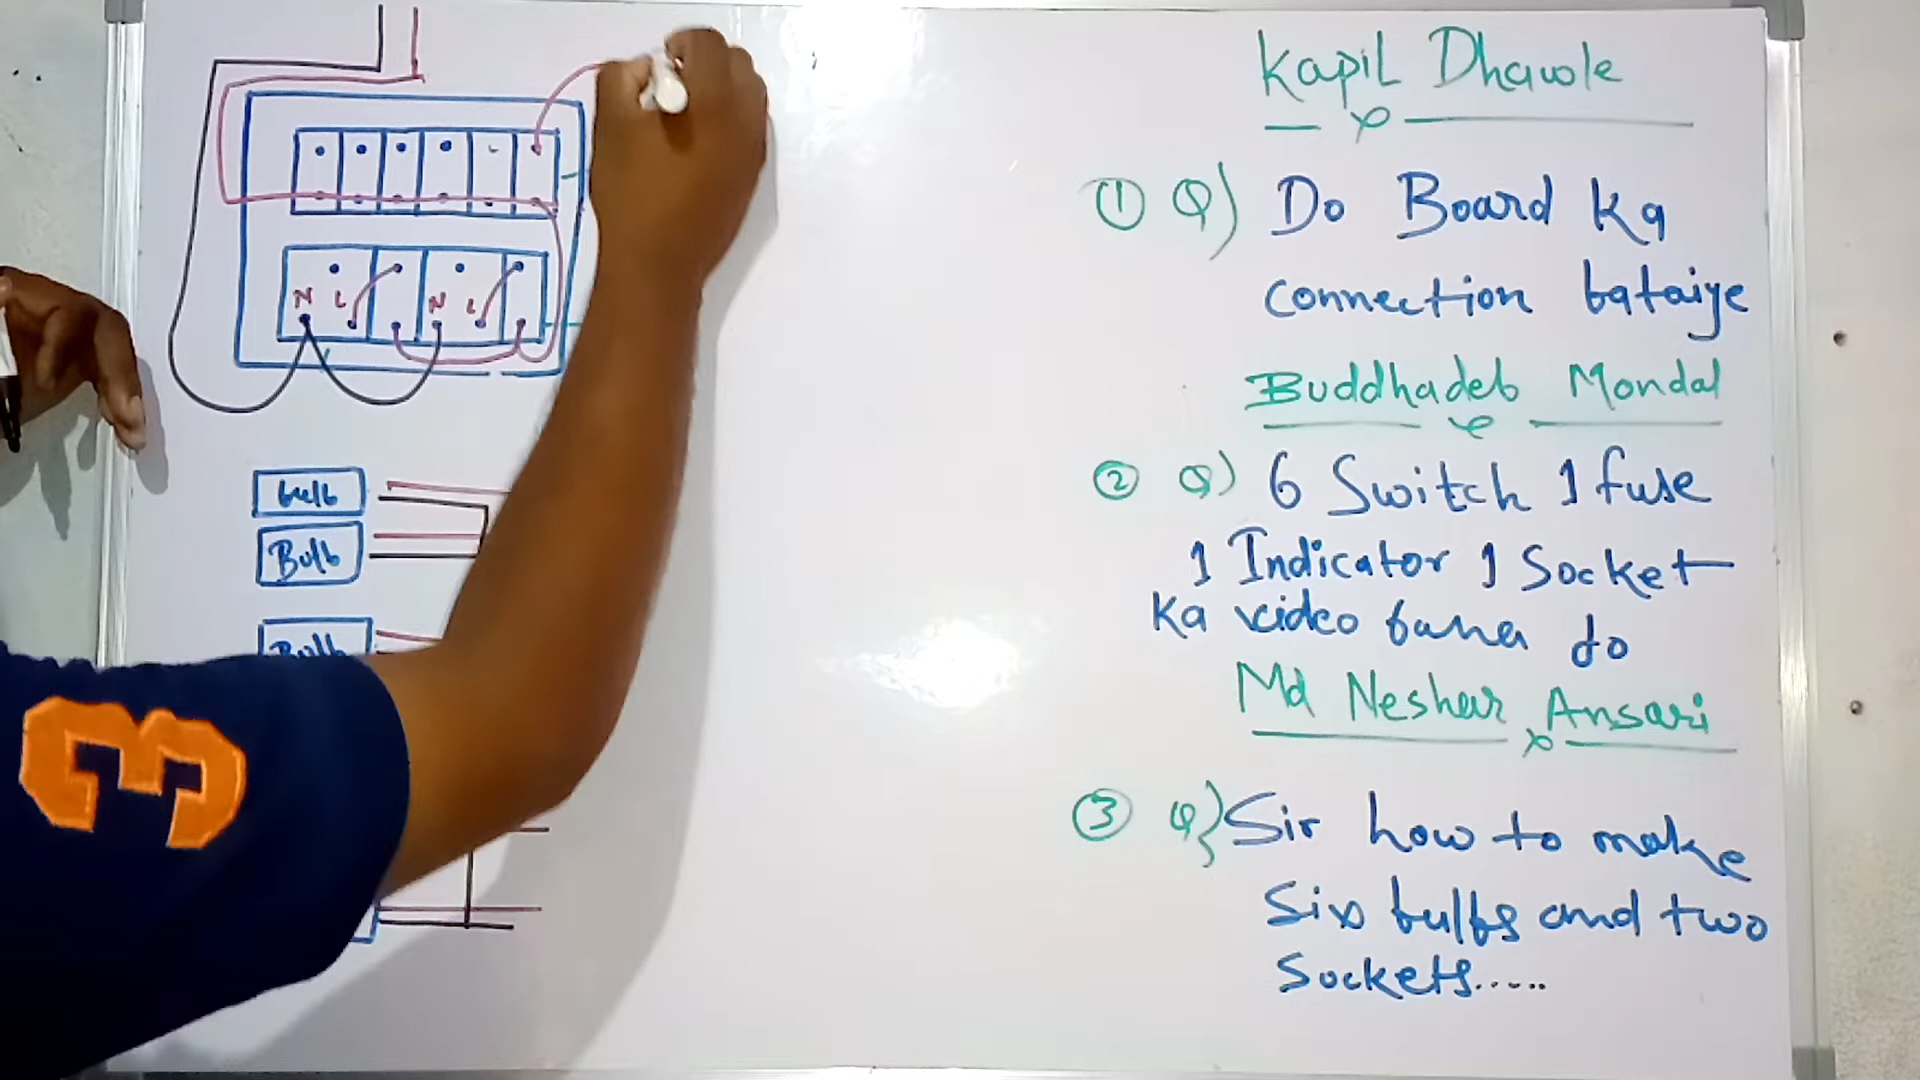 Kapil Dhawle
① Q) Do Board Ka
connection bataiye
Buddhadeb Mondal
② Q) 6 Switch 1 fuse
1 Indicator 1 Socket
Ka video bana do
Md Neshar Ansari
③ Q} Sir how to make
Six bulbs and two
Sockets.....
N L N L
bulb
Bulb
Bulb
3